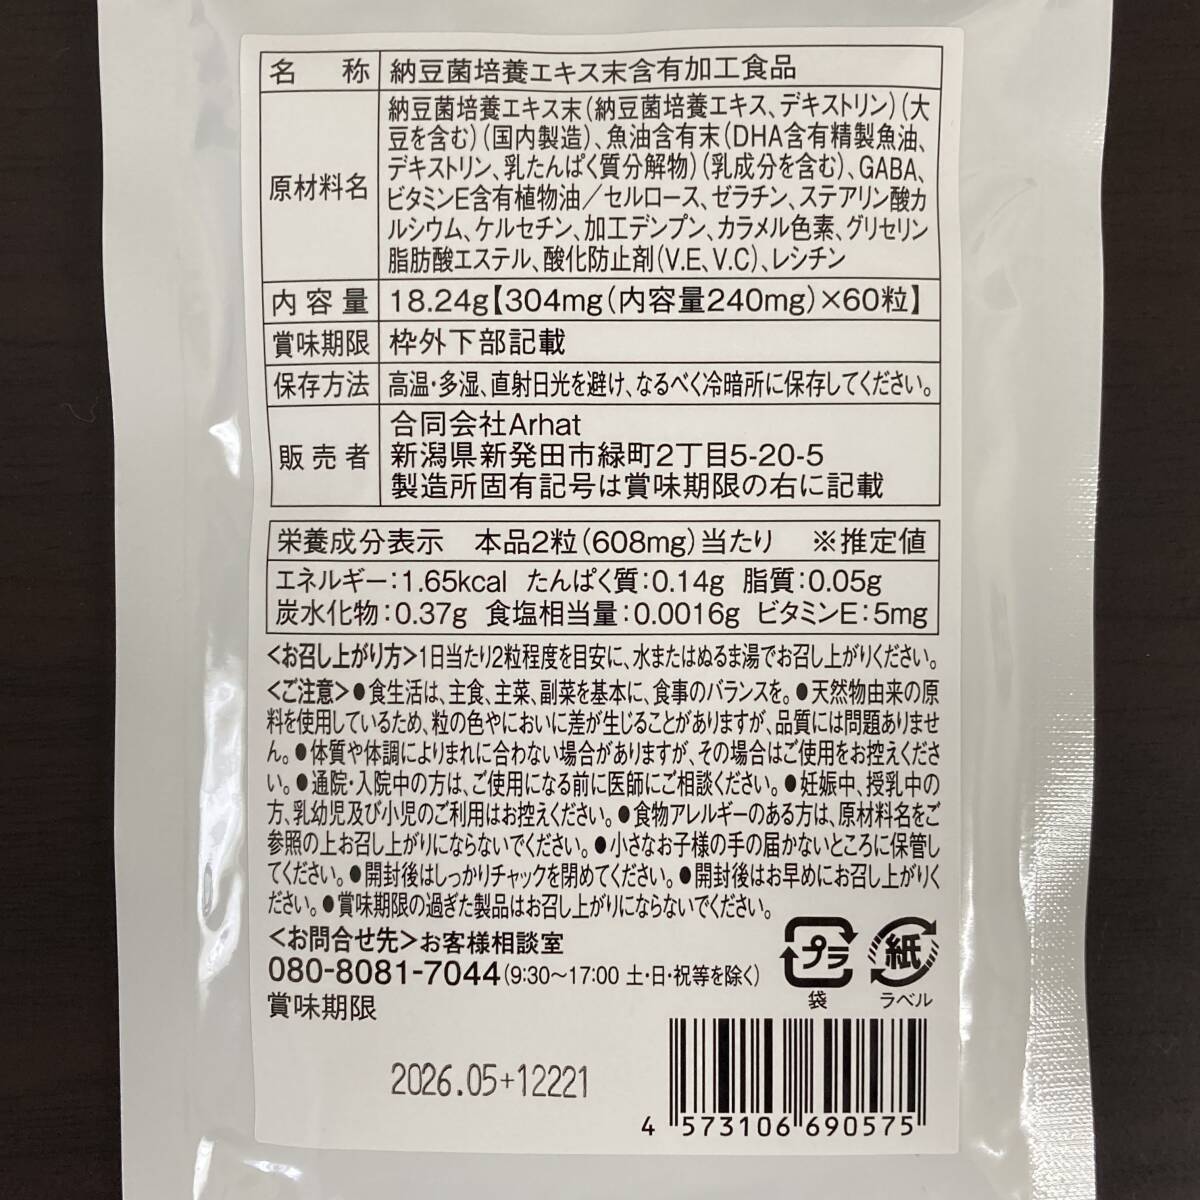 名　称 納豆菌培養エキス末含有加工食品
原材料名 納豆菌培養エキス末(納豆菌培養エキス、デキストリン)(大
豆を含む)(国内製造)、魚油含有末(DHA含有精製魚油、
デキストリン、乳たんぱく質分解物)(乳成分を含む)、GABA、
ビタミンE含有植物油／セルロース、ゼラチン、ステアリン酸カ
ルシウム、ケルセチン、加工デンプン、カラメル色素、グリセリン
脂肪酸エステル、酸化防止剤(V.E、V.C)、レシチン
内容量 18.24g【304mg(内容量240mg)×60粒】
賞味期限 枠外下部記載
保存方法 高温・多湿、直射日光を避け、なるべく冷暗所に保存してください。
販売者 合同会社Arhat
新潟県新発田市緑町2丁目5-20-5
製造所固有記号は賞味期限の右に記載
栄養成分表示　本品2粒(608mg)当たり　※推定値
エネルギー：1.65kcal たんぱく質：0.14g 脂質：0.05g
炭水化物：0.37g 食塩相当量：0.0016g ビタミンE：5mg
<お召し上がり方>1日当たり2粒程度を目安に、水またはぬるま湯でお召し上がりください。
<ご注意>●食生活は、主食、主菜、副菜を基本に、食事のバランスを。●天然物由来の原
料を使用しているため、粒の色やにおいに差が生じることがありますが、品質には問題ありませ
ん。●体質や体調によりまれに合わない場合がありますが、その場合はご使用をお控えくださ
い。●通院・入院中の方は、ご使用になる前に医師にご相談ください。●妊娠中、授乳中の
方、乳幼児及び小児のご利用はお控えください。●食物アレルギーのある方は、原材料名をご
参照の上お召し上がりにならないでください。●小さなお子様の手の届かないところに保管し
てください。●開封後はしっかりチャックを閉めてください。●開封後はお早めにお召し上がりく
ださい。●賞味期限の過ぎた製品はお召し上がりにならないでください。
<お問合せ先>お客様相談室
080-8081-7044(9:30～17:00 土・日・祝等を除く)
プラ 紙
袋 ラベル
賞味期限
2026.05+12221
4 573106 690575